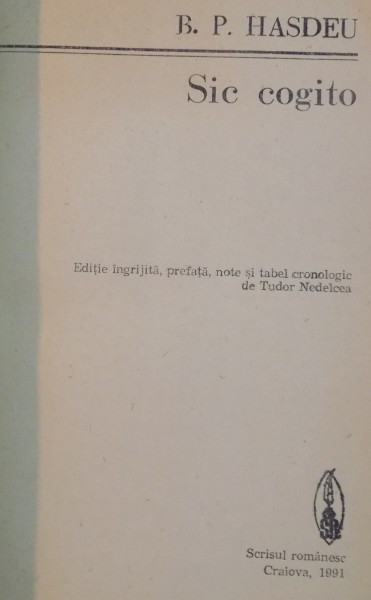 B. P. HASDEU
Sic cogito
Ediție îngrijită, prefață, note și tabel cronologic
de Tudor Nedelcea
Scrisul românesc
Craiova, 1991